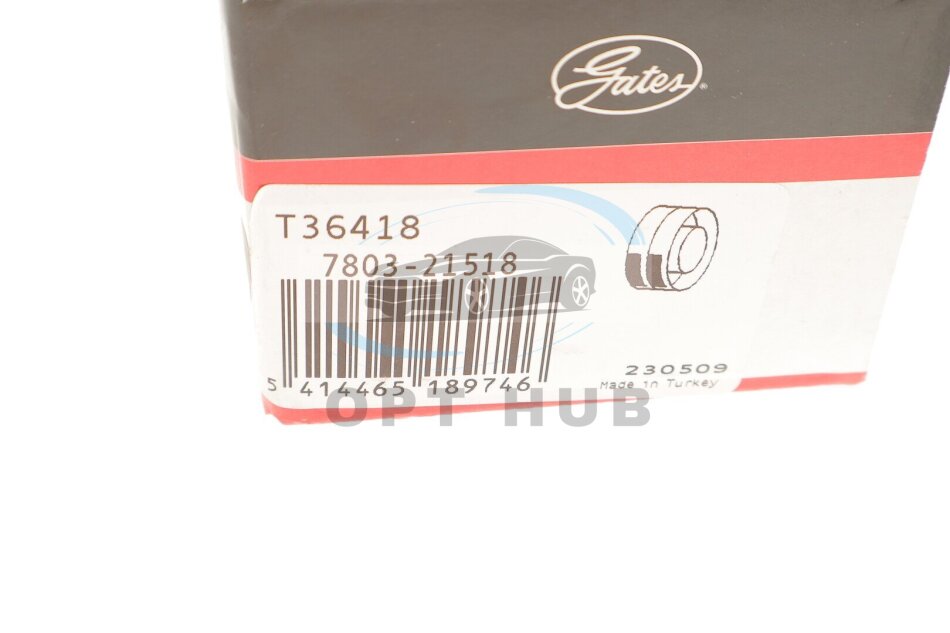 Gates®
T36418
7803-21518
5 414465 189746
230509
Made in Turkey
OPT HUB